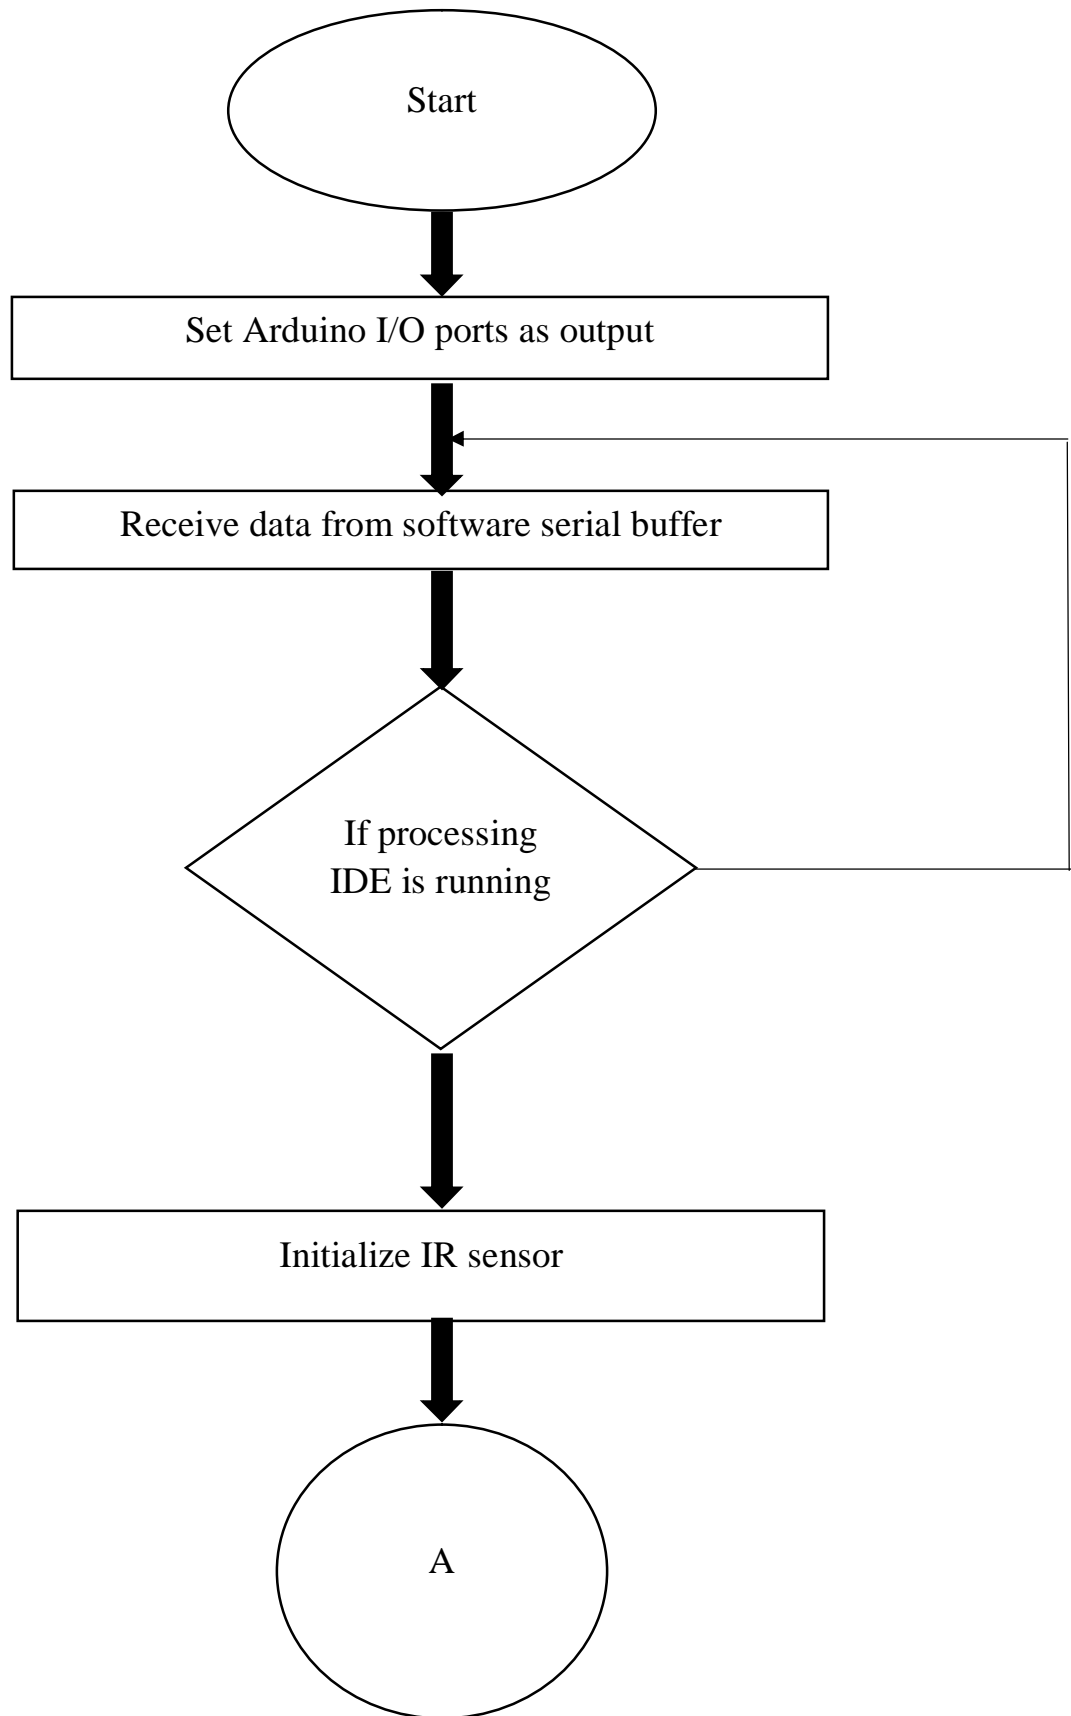 Start
Set Arduino I/O ports as output
Receive data from software serial buffer
If processing
IDE is running
Initialize IR sensor
A